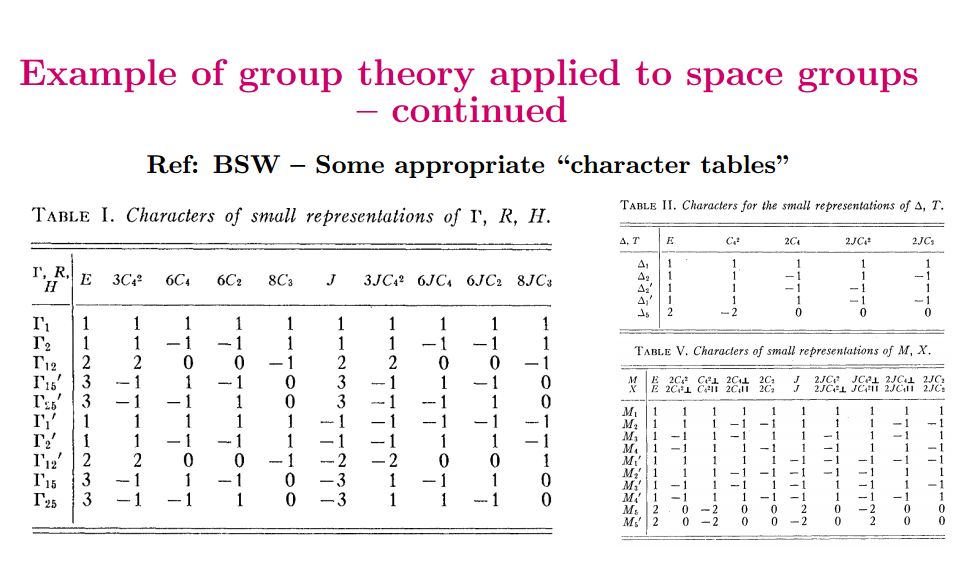 Example of group theory applied to space groups
– continued
Ref: BSW – Some appropriate “character tables”
TABLE I. Characters of small representations of Γ, R, H.
Γ, R, H E 3C₄² 6C₄ 6C₂ 8C₃ J 3JC₄² 6JC₄ 6JC₂ 8JC₃
Γ₁ 1 1 1 1 1 1 1 1 1 1
Γ₂ 1 1 −1 −1 1 1 1 −1 −1 1
Γ₁₂ 2 2 0 0 −1 2 2 0 0 −1
Γ₁₅′ 3 −1 1 −1 0 3 −1 1 −1 0
Γ₂₅′ 3 −1 −1 1 0 3 −1 −1 1 0
Γ₁′ 1 1 1 1 1 −1 −1 −1 −1 −1
Γ₂′ 1 1 −1 −1 1 −1 −1 1 1 −1
Γ₁₂′ 2 2 0 0 −1 −2 −2 0 0 1
Γ₁₅ 3 −1 1 −1 0 −3 1 −1 1 0
Γ₂₅ 3 −1 −1 1 0 −3 1 1 −1 0
TABLE II. Characters for the small representations of Δ, T.
Δ, T E C₄² 2C₄ 2JC₄² 2JC₂
Δ₁ 1 1 1 1 1
Δ₂ 1 1 −1 1 −1
Δ₂′ 1 1 −1 −1 1
Δ₁′ 1 1 1 −1 −1
Δ₅ 2 −2 0 0 0
TABLE V. Characters of small representations of M, X.
M E 2C₄² C₄²⊥ 2C₄⊥ 2C₂ J 2JC₄² JC₄²⊥ 2JC₄⊥ 2JC₂
X E 2C₄²⊥ C₄²∥ 2C₄∥ 2C₂ J 2JC₄²⊥ JC₄²∥ 2JC₄∥ 2JC₂
M₁ 1 1 1 1 1 1 1 1 1 1
M₂ 1 1 1 −1 −1 1 1 1 −1 −1
M₃ 1 −1 1 −1 1 1 −1 1 −1 1
M₄ 1 −1 1 1 −1 1 −1 1 1 −1
M₁′ 1 1 1 1 1 −1 −1 −1 −1 −1
M₂′ 1 1 1 −1 −1 −1 −1 −1 1 1
M₃′ 1 −1 1 −1 1 −1 1 −1 1 −1
M₄′ 1 −1 1 1 −1 −1 1 −1 −1 1
M₅ 2 0 −2 0 0 2 0 −2 0 0
M₅′ 2 0 −2 0 0 −2 0 2 0 0